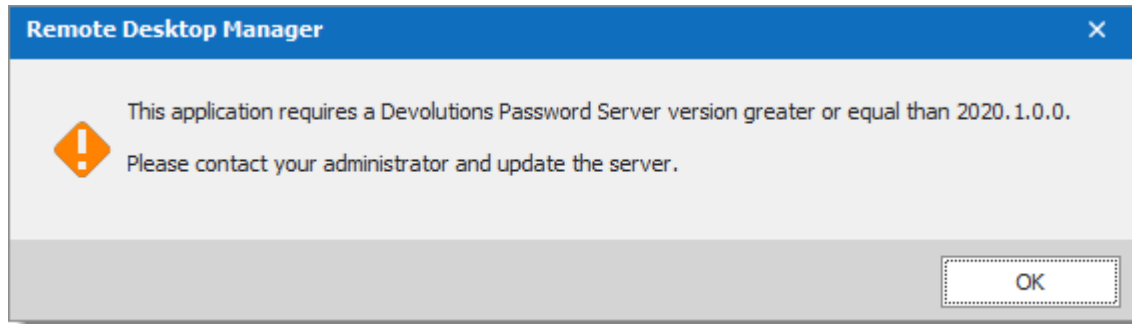 Remote Desktop Manager
This application requires a Devolutions Password Server version greater or equal than 2020.1.0.0.
Please contact your administrator and update the server.
OK